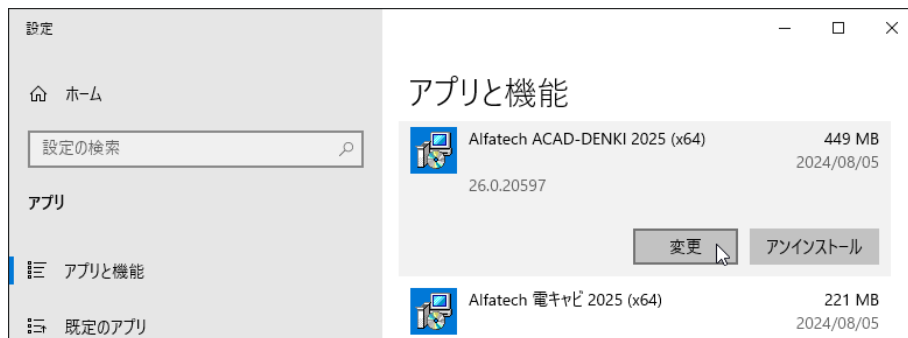 設定
ホーム
設定の検索
アプリ
アプリと機能
既定のアプリ
アプリと機能
Alfatech ACAD-DENKI 2025 (x64)
449 MB
2024/08/05
26.0.20597
変更
アンインストール
Alfatech 電キャビ 2025 (x64)
221 MB
2024/08/05